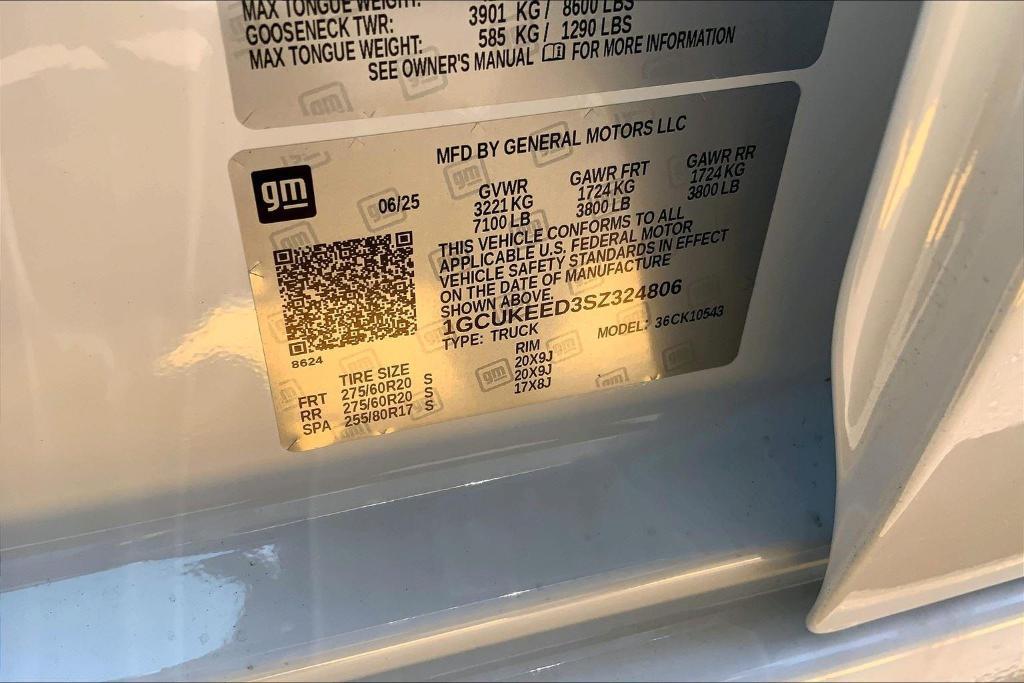 MAX TONGUE WEIGHT:
3901 KG / 8600 LBS
GOOSENECK TWR:
585 KG / 1290 LBS
MAX TONGUE WEIGHT:
SEE OWNER'S MANUAL FOR MORE INFORMATION
MFD BY GENERAL MOTORS LLC
gm
06/25
GVWR GAWR FRT GAWR RR
3221 KG 1724 KG 1724 KG
7100 LB 3800 LB 3800 LB
THIS VEHICLE CONFORMS TO ALL
APPLICABLE U.S. FEDERAL MOTOR
VEHICLE SAFETY STANDARDS IN EFFECT
ON THE DATE OF MANUFACTURE
SHOWN ABOVE.
1GCUKEED3SZ324806
TYPE: TRUCK MODEL: 36CK10543
8624
TIRE SIZE RIM
FRT 275/60R20 S 20X9J
RR 275/60R20 S 20X9J
SPA 255/80R17 S 17X8J